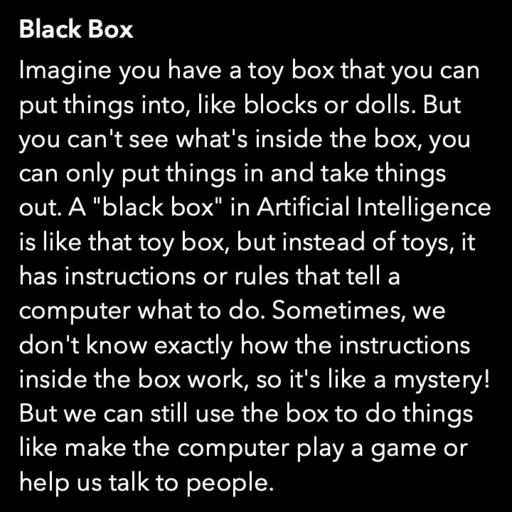 Black Box
Imagine you have a toy box that you can
put things into, like blocks or dolls. But
you can't see what's inside the box, you
can only put things in and take things
out. A "black box" in Artificial Intelligence
is like that toy box, but instead of toys, it
has instructions or rules that tell a
computer what to do. Sometimes, we
don't know exactly how the instructions
inside the box work, so it's like a mystery!
But we can still use the box to do things
like make the computer play a game or
help us talk to people.